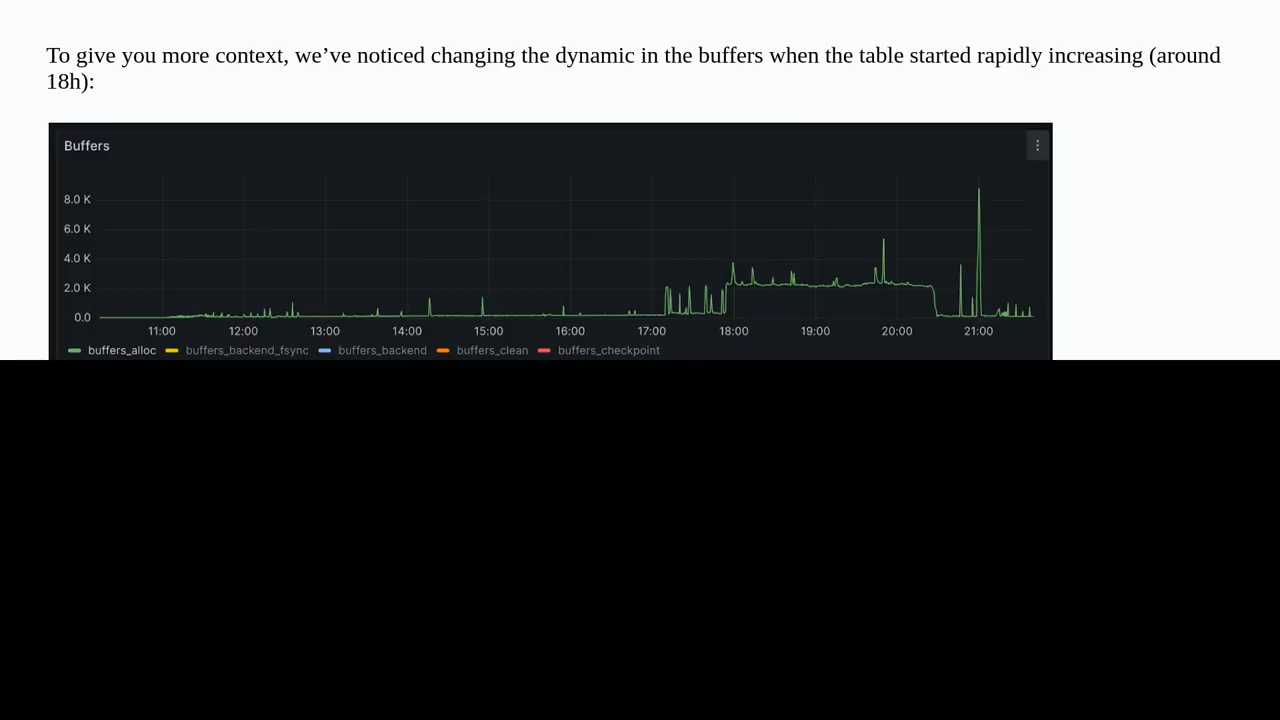 To give you more context, we’ve noticed changing the dynamic in the buffers when the table started rapidly increasing (around
18h):
Buffers
8.0 K
6.0 K
4.0 K
2.0 K
0.0
11:00 12:00 13:00 14:00 15:00 16:00 17:00 18:00 19:00 20:00 21:00
buffers_alloc buffers_backend_fsync buffers_backend buffers_clean buffers_checkpoint